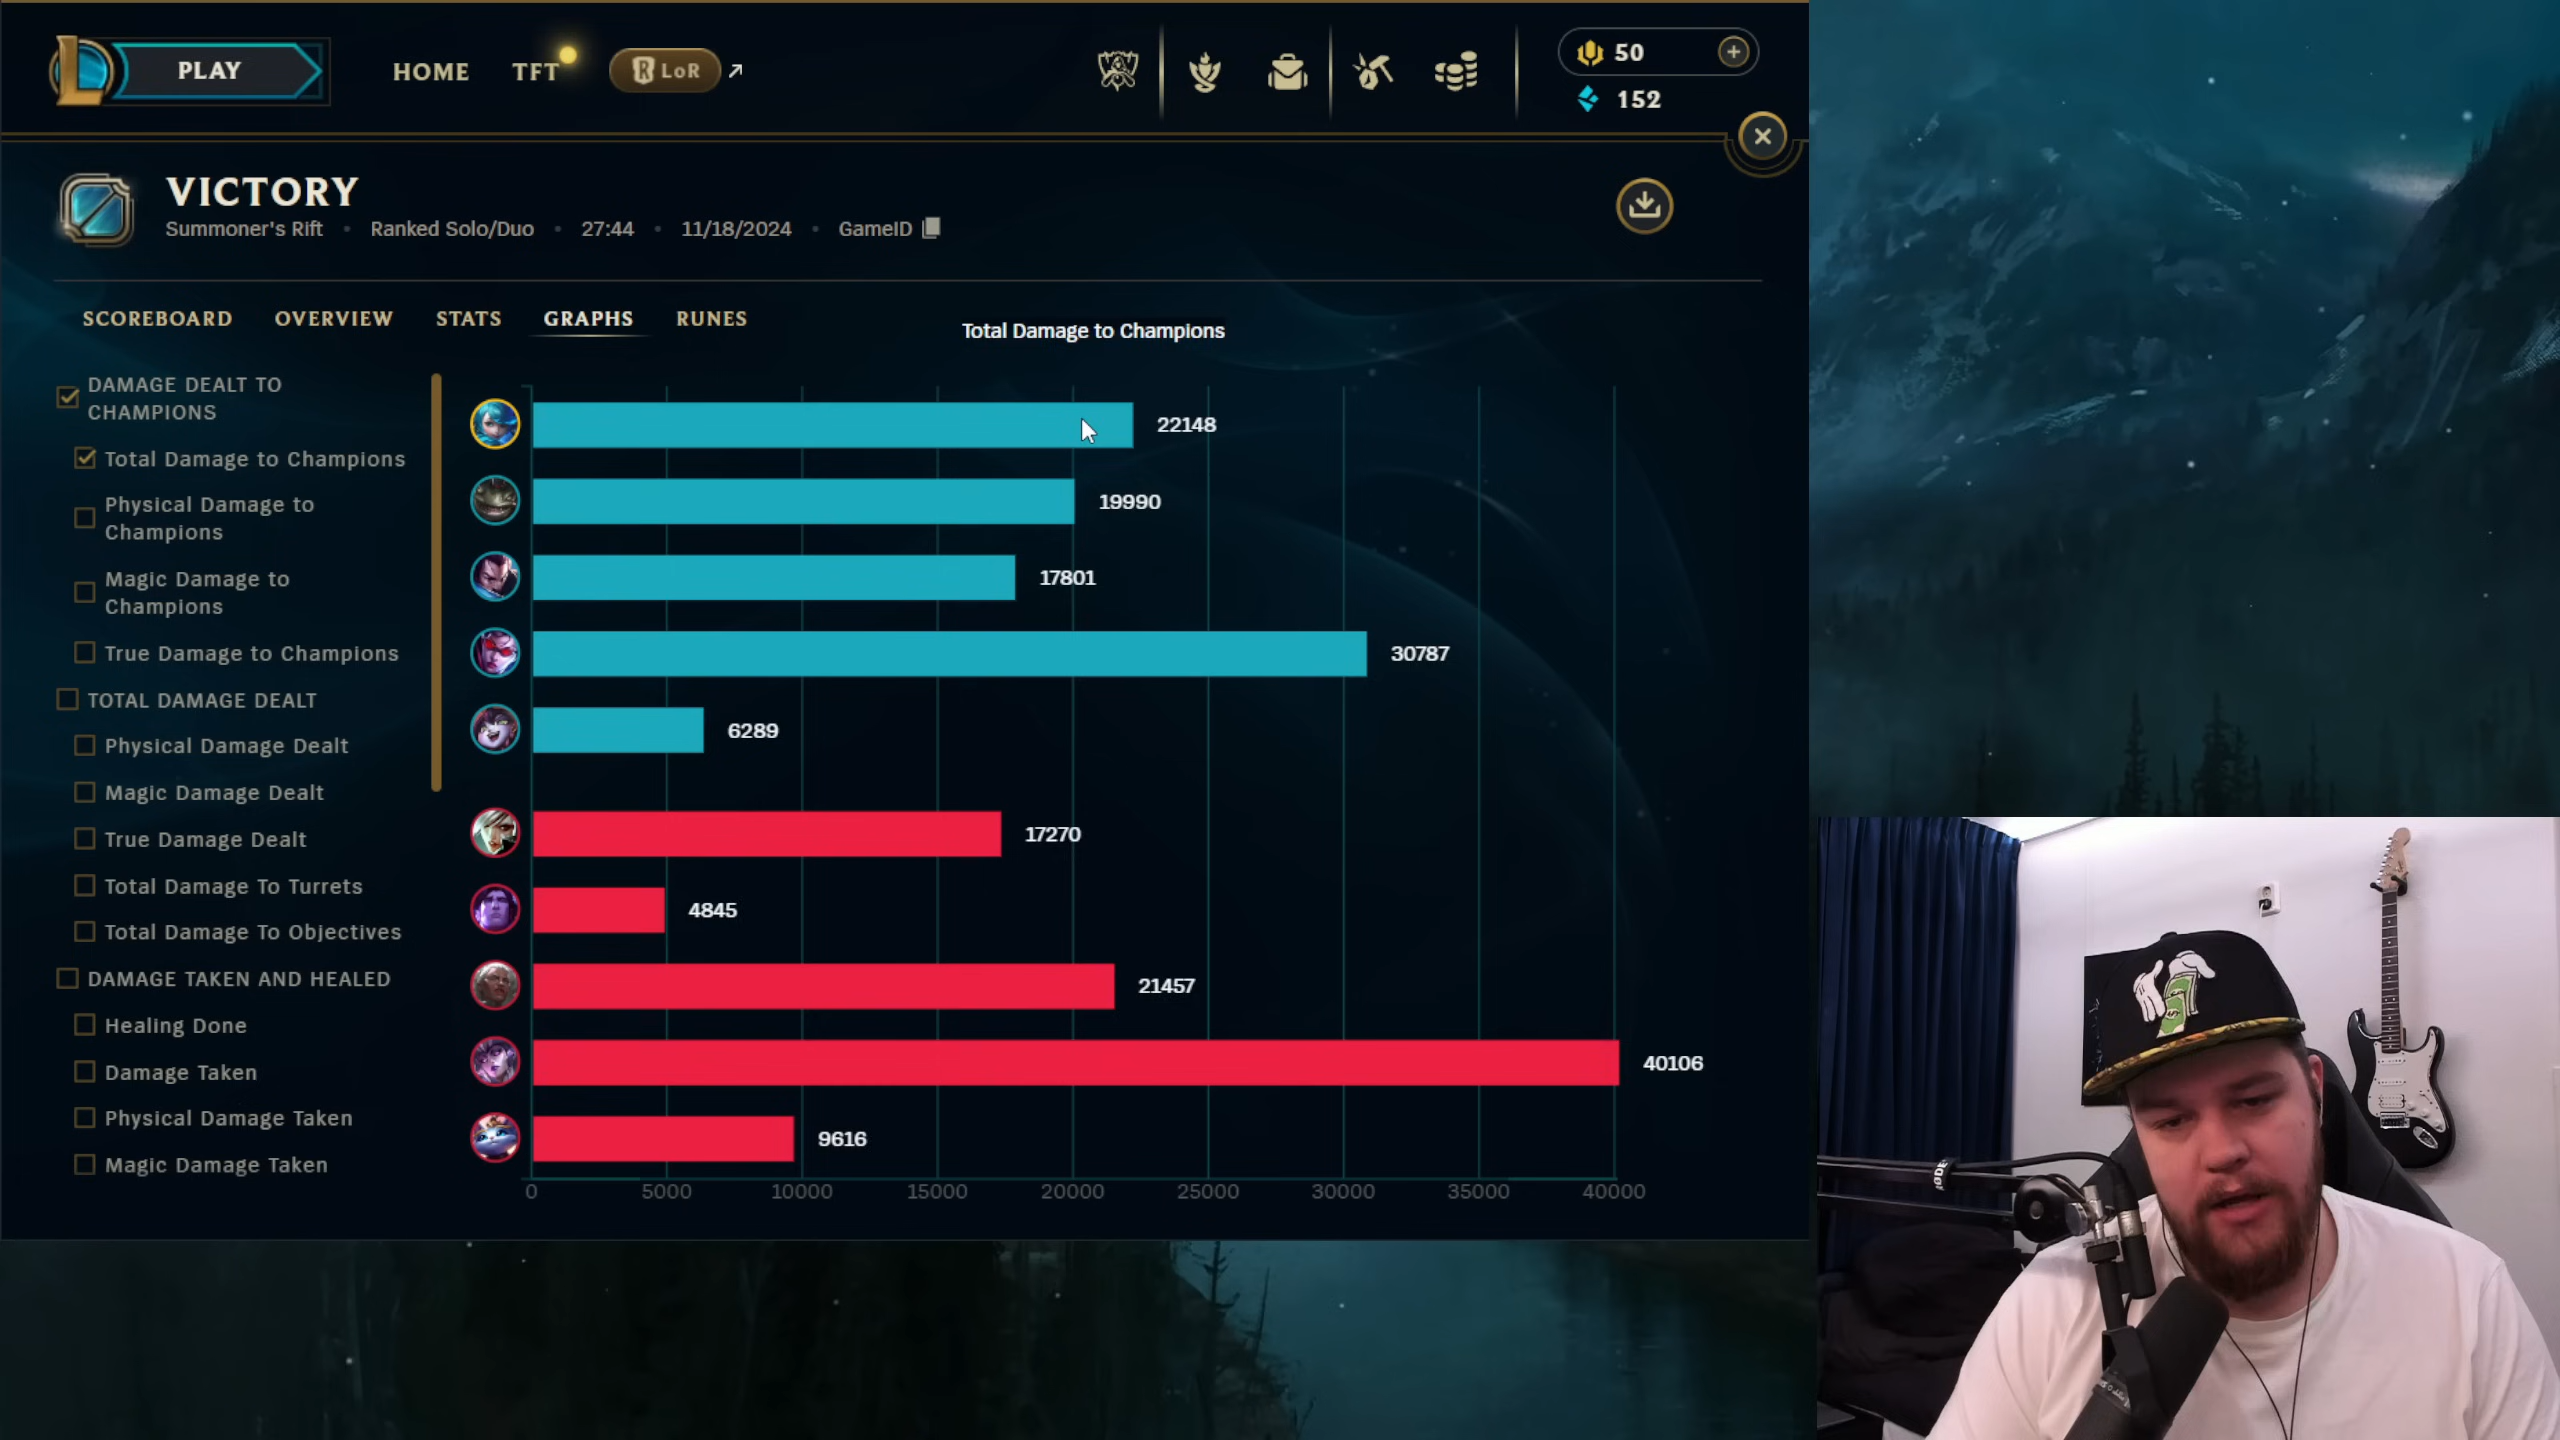 PLAY
HOME
TFT
LoR
50
152
VICTORY
Summoner's Rift • Ranked Solo/Duo • 27:44 • 11/18/2024 • GameID
SCOREBOARD
OVERVIEW
STATS
GRAPHS
RUNES
Total Damage to Champions
DAMAGE DEALT TO
CHAMPIONS
Total Damage to Champions
Physical Damage to
Champions
Magic Damage to
Champions
True Damage to Champions
TOTAL DAMAGE DEALT
Physical Damage Dealt
Magic Damage Dealt
True Damage Dealt
Total Damage To Turrets
Total Damage To Objectives
DAMAGE TAKEN AND HEALED
Healing Done
Damage Taken
Physical Damage Taken
Magic Damage Taken
22148
19990
17801
30787
6289
17270
4845
21457
40106
9616
0 5000 10000 15000 20000 25000 30000 35000 40000